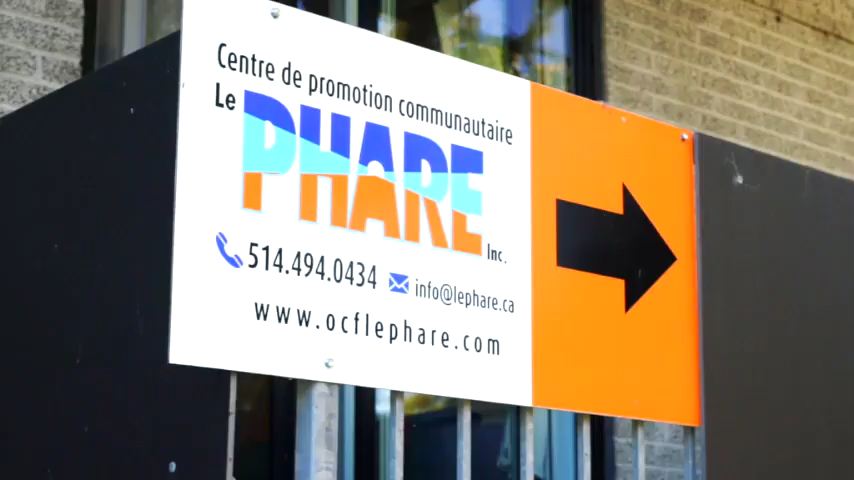 Centre de promotion communautaire
Le
PHARE
Inc.
514.494.0434 info@lephare.ca
www.ocflephare.com